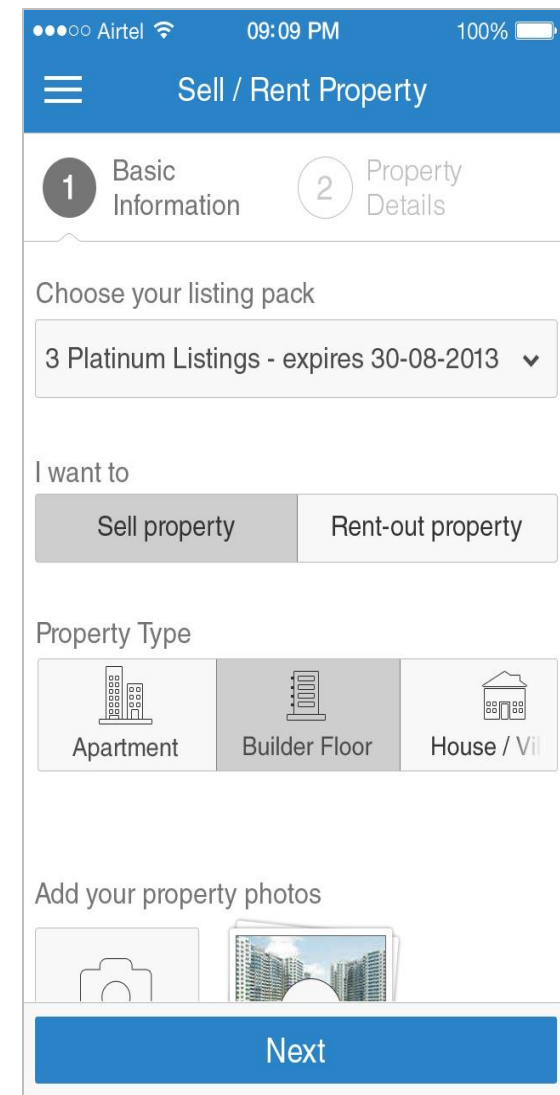 Airtel 09:09 PM 100%
Sell / Rent Property
1 Basic Information
2 Property Details
Choose your listing pack
3 Platinum Listings - expires 30-08-2013
I want to
Sell property Rent-out property
Property Type
Apartment Builder Floor House / Vil
Add your property photos
Next